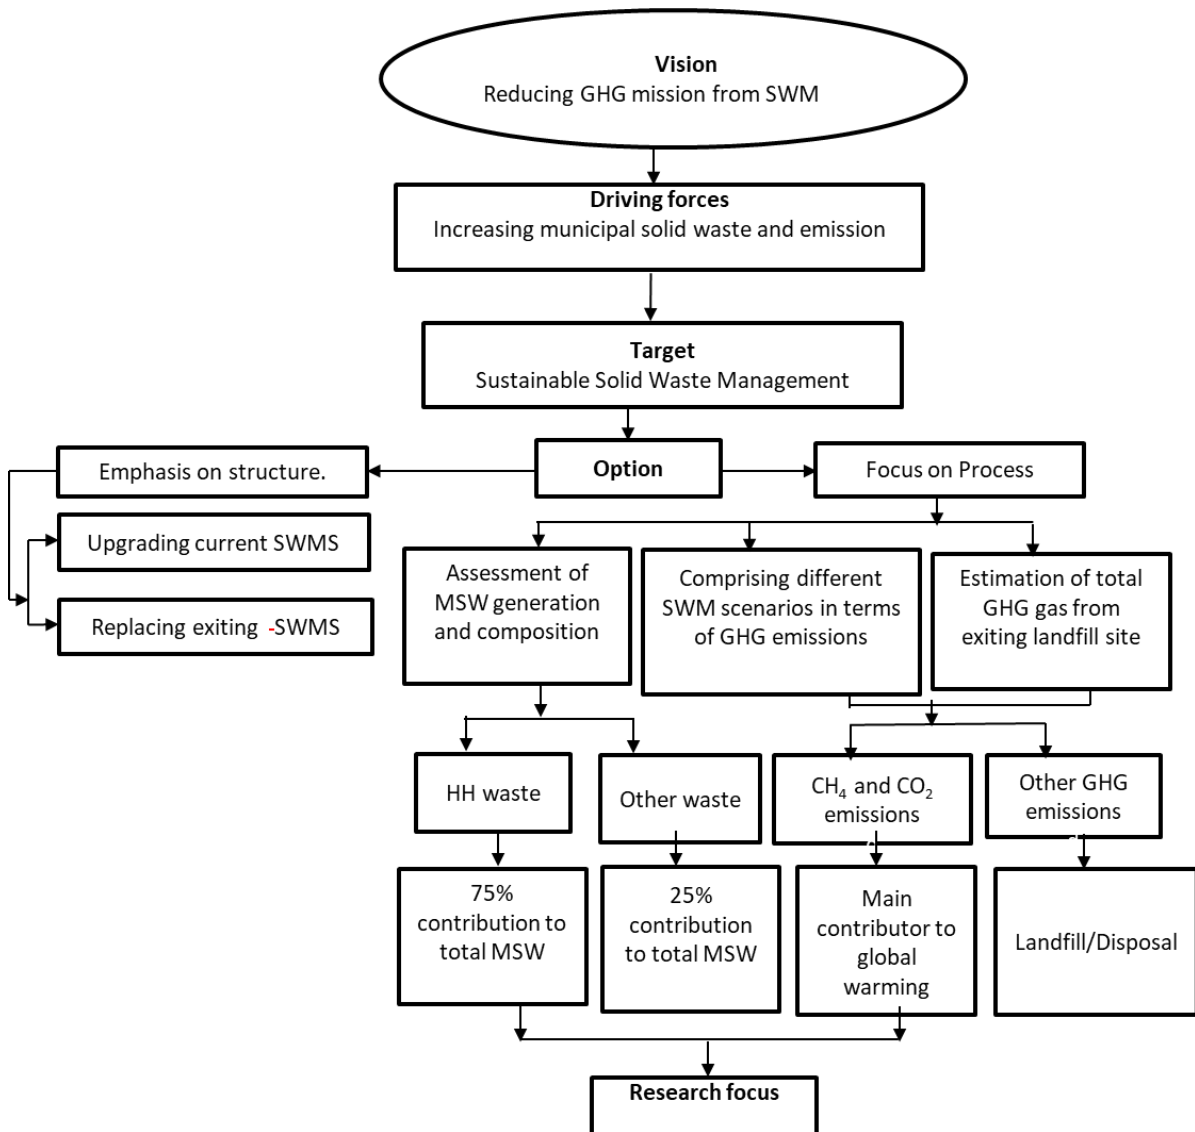 Vision
Reducing GHG mission from SWM
Driving forces
Increasing municipal solid waste and emission
Target
Sustainable Solid Waste Management
Option
Emphasis on structure.
Focus on Process
Upgrading current SWMS
Replacing exiting -SWMS
Assessment of
MSW generation
and composition
Comprising different
SWM scenarios in terms
of GHG emissions
Estimation of total
GHG gas from
exiting landfill site
HH waste
Other waste
CH₄ and CO₂
emissions
Other GHG
emissions
75%
contribution to
total MSW
25%
contribution
to total MSW
Main
contributor to
global
warming
Landfill/Disposal
Research focus